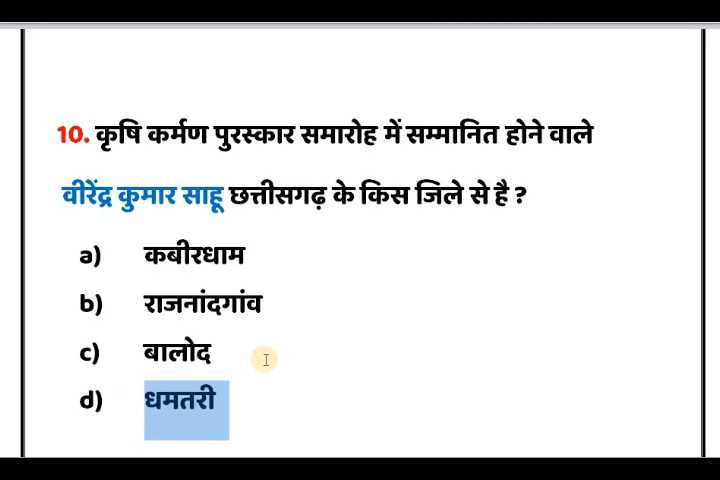 10. कृषि कर्मण पुरस्कार समारोह में सम्मानित होने वाले
वीरेंद्र कुमार साहू छत्तीसगढ़ के किस जिले से है ?
a) कबीरधाम
b) राजनांदगांव
c) बालोद
d) धमतरी